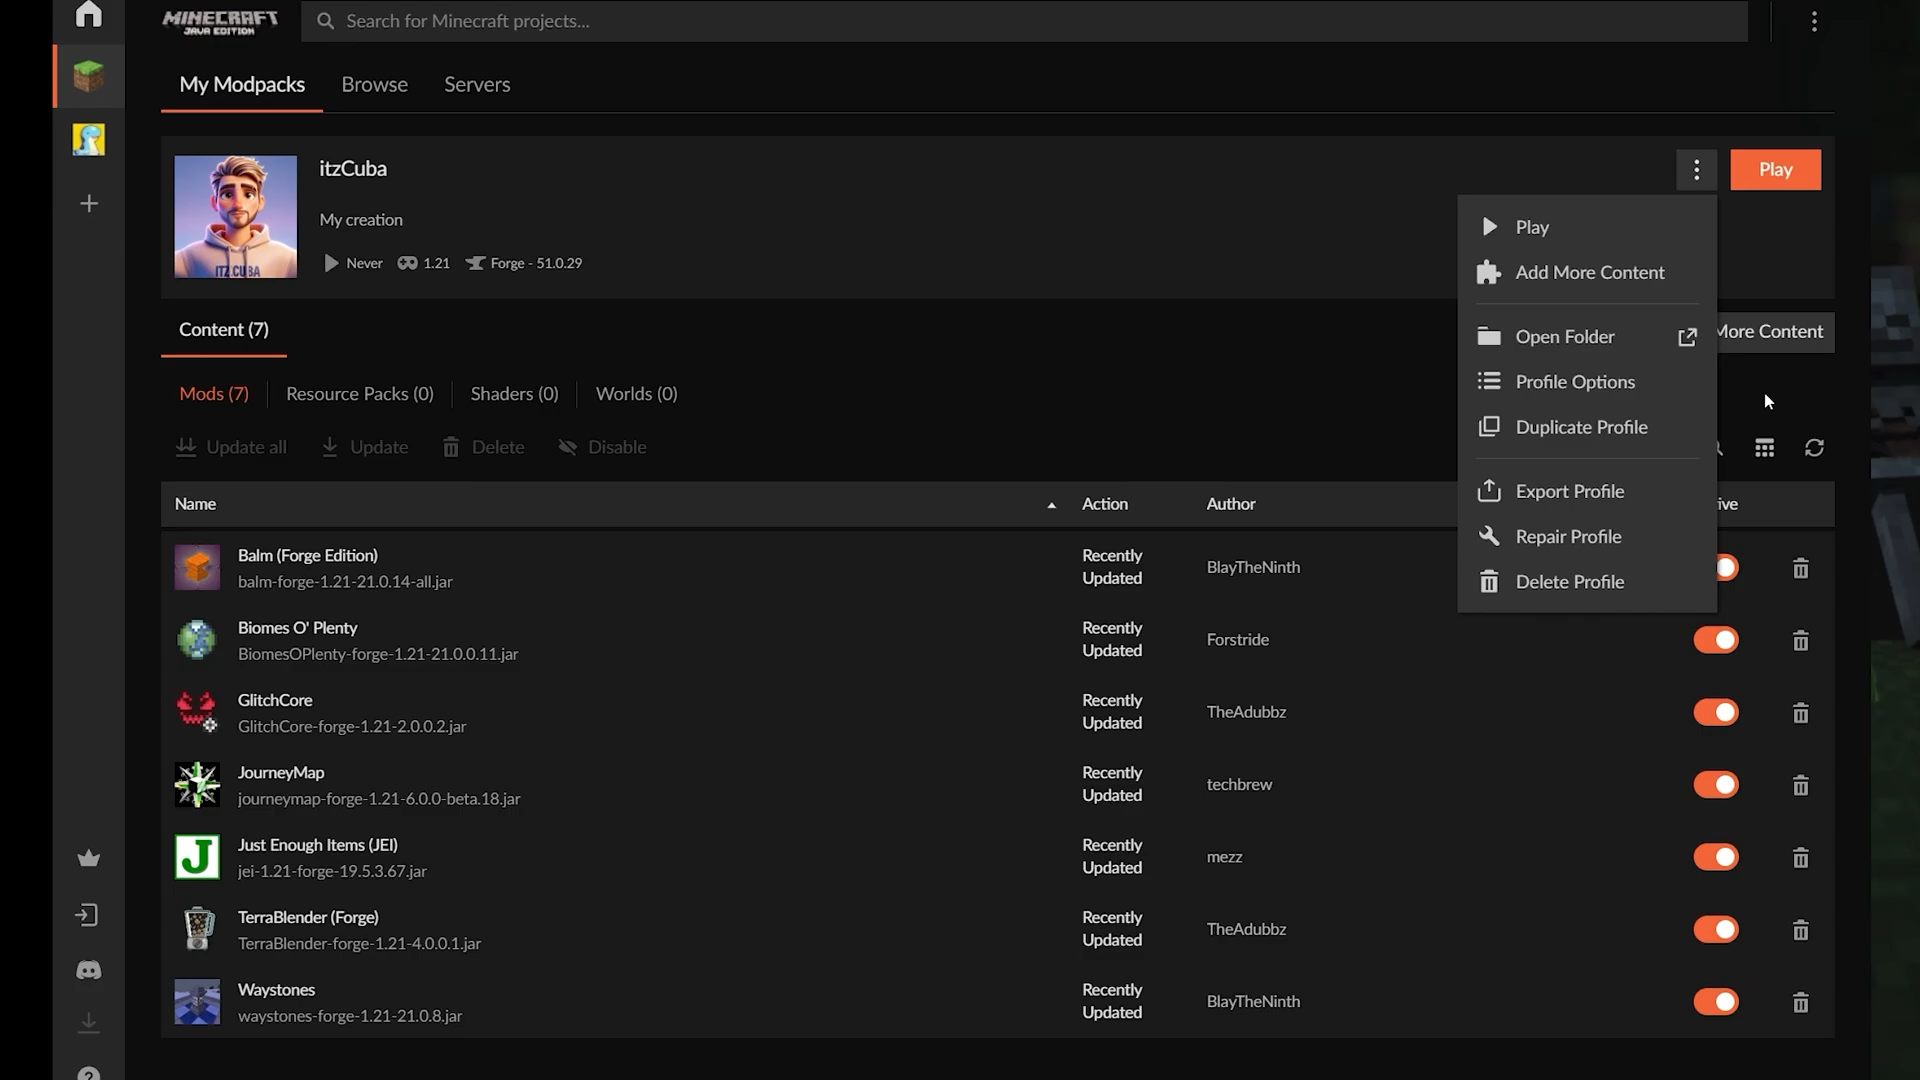 MINECRAFT
JAVA EDITION
Search for Minecraft projects...
My Modpacks
Browse
Servers
itzCuba
Play
My creation
Never
1.21
Forge - 51.0.29
ITZ CUBA
Play
Add More Content
Open Folder
Profile Options
Duplicate Profile
Export Profile
Repair Profile
Delete Profile
Content (7)
More Content
Mods (7)
Resource Packs (0)
Shaders (0)
Worlds (0)
Update all
Update
Delete
Disable
Name
Action
Author
ive
Balm (Forge Edition)
balm-forge-1.21-21.0.14-all.jar
Recently
Updated
BlayTheNinth
Biomes O' Plenty
BiomesOPlenty-forge-1.21-21.0.0.11.jar
Recently
Updated
Forstride
GlitchCore
GlitchCore-forge-1.21-2.0.0.2.jar
Recently
Updated
TheAdubbz
JourneyMap
journeymap-forge-1.21-6.0.0-beta.18.jar
Recently
Updated
techbrew
J
Just Enough Items (JEI)
jei-1.21-forge-19.5.3.67.jar
Recently
Updated
mezz
TerraBlender (Forge)
TerraBlender-forge-1.21-4.0.0.1.jar
Recently
Updated
TheAdubbz
Waystones
waystones-forge-1.21-21.0.8.jar
Recently
Updated
BlayTheNinth